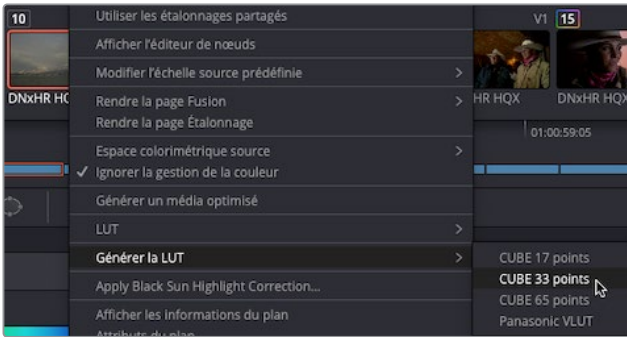 10
Utiliser les étalonnages partagés
V1 15
Afficher l'éditeur de nœuds
Modifier l'échelle source prédéfinie
DNxHR HQ
Rendre la page Fusion
HR HQX
DNxHR HQX
Rendre la page Étalonnage
01:00:59:05
Espace colorimétrique source
Ignorer la gestion de la couleur
Générer un média optimisé
LUT
Générer la LUT
CUBE 17 points
CUBE 33 points
Apply Black Sun Highlight Correction...
CUBE 65 points
Afficher les informations du plan
Panasonic VLUT
Attributs du plan